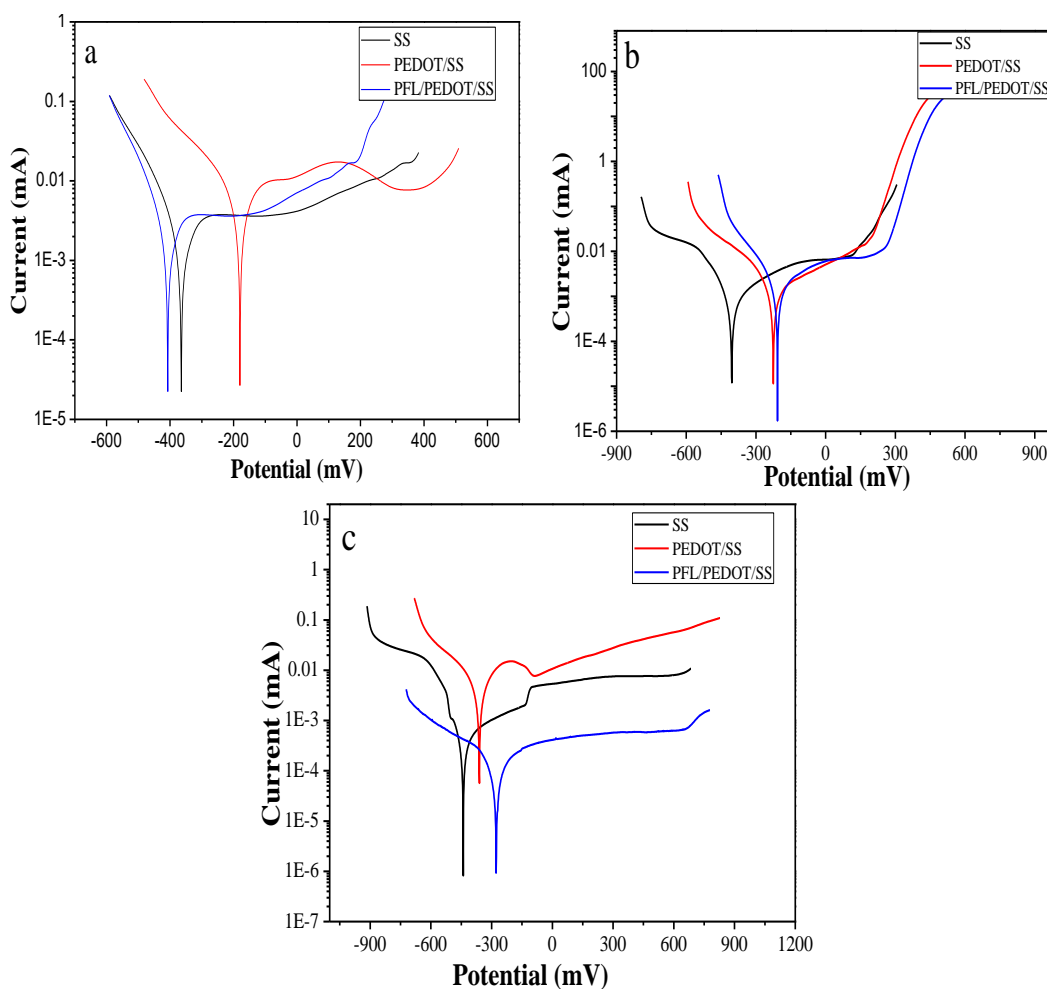 a
SS
PEDOT/SS
PFL/PEDOT/SS
1
0.1
0.01
1E-3
1E-4
1E-5
Current (mA)
-600 -400 -200 0 200 400 600
Potential (mV)
b
SS
PEDOT/SS
PFL/PEDOT/SS
100
1
0.01
1E-4
1E-6
Current (mA)
-900 -600 -300 0 300 600 900
Potential (mV)
c
SS
PEDOT/SS
PFL/PEDOT/SS
10
1
0.1
0.01
1E-3
1E-4
1E-5
1E-6
1E-7
Current (mA)
-900 -600 -300 0 300 600 900 1200
Potential (mV)